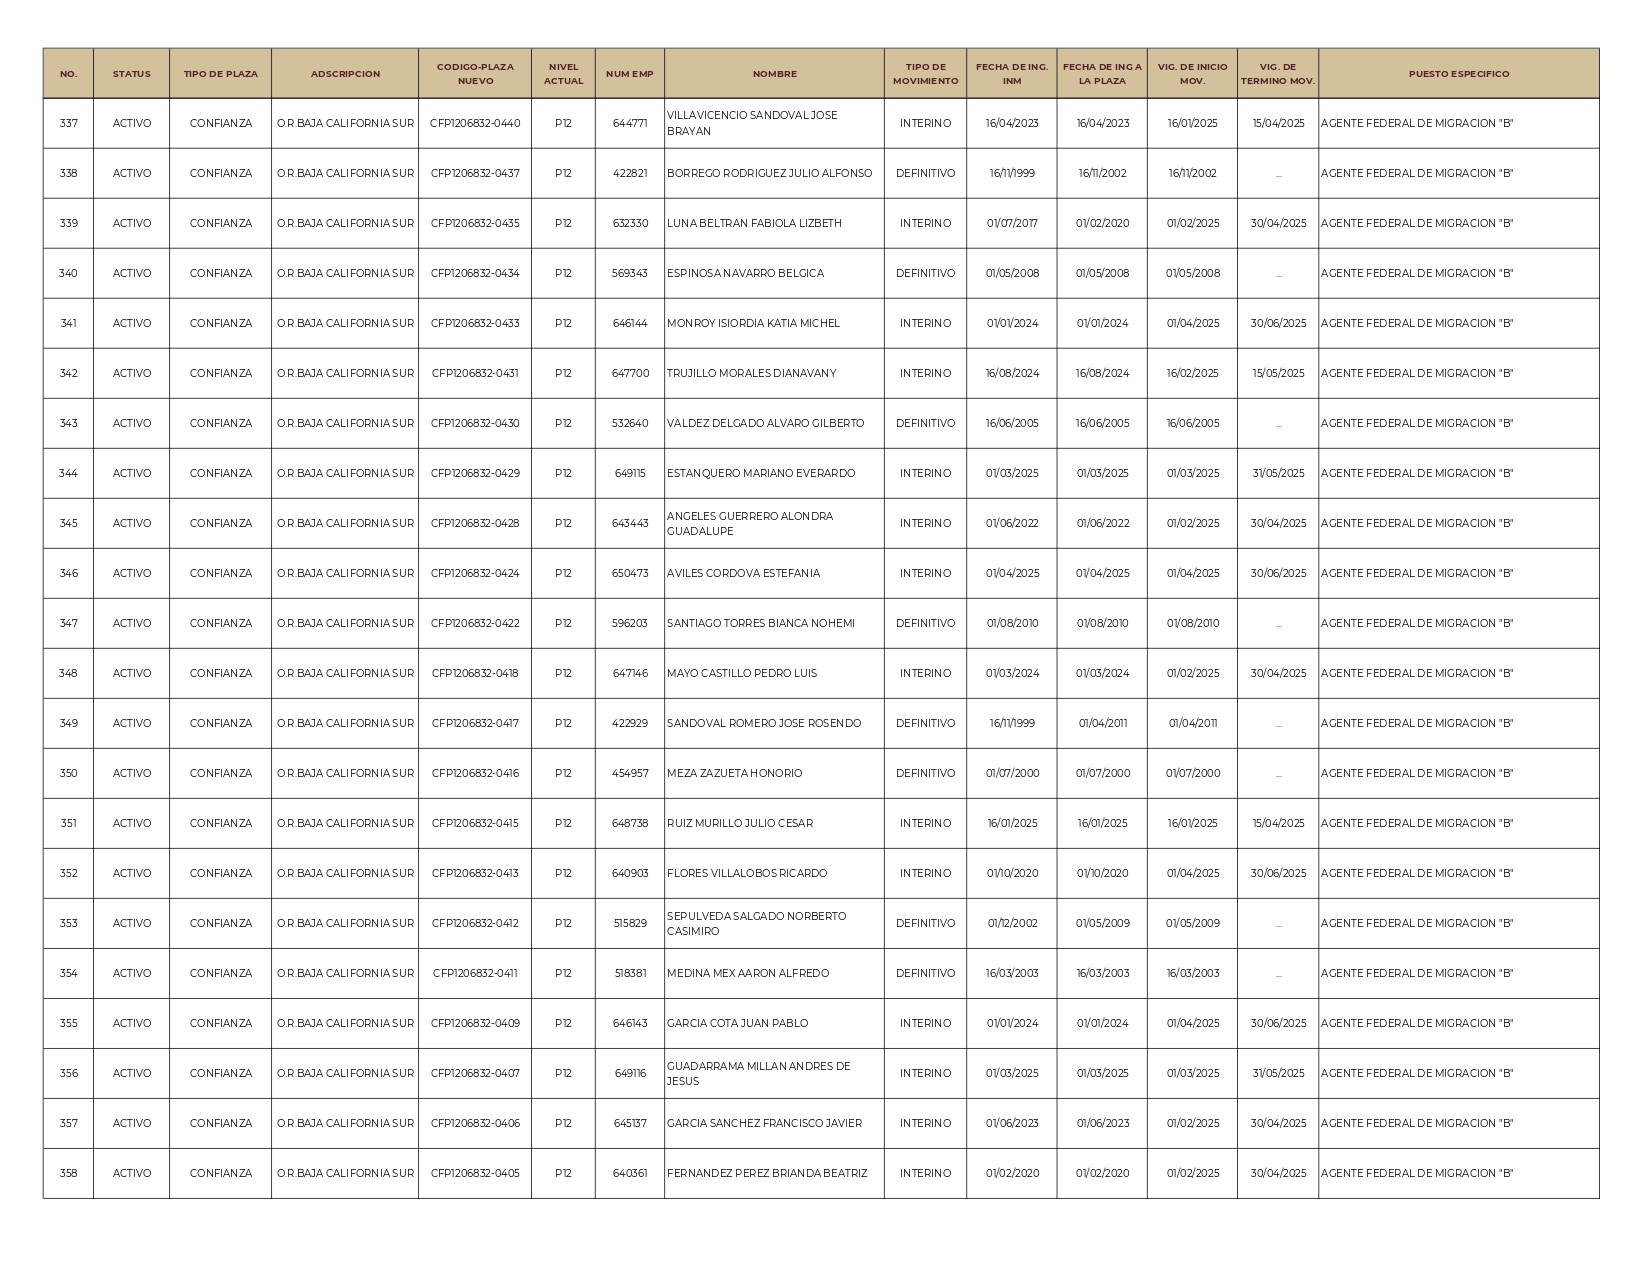 NO. STATUS TIPO DE PLAZA ADSCRIPCION CODIGO-PLAZA NUEVO NIVEL ACTUAL NUM EMP NOMBRE TIPO DE MOVIMIENTO FECHA DE ING. INM FECHA DE ING A LA PLAZA VIG. DE INICIO MOV. VIG. DE TERMINO MOV. PUESTO ESPECIFICO
337 ACTIVO CONFIANZA O.R.BAJA CALIFORNIA SUR CFP1206832-0440 P12 644771 VILLAVICENCIO SANDOVAL JOSE BRAYAN INTERINO 16/04/2023 16/04/2023 16/01/2025 15/04/2025 AGENTE FEDERAL DE MIGRACION "B"
338 ACTIVO CONFIANZA O.R.BAJA CALIFORNIA SUR CFP1206832-0437 P12 422821 BORREGO RODRIGUEZ JULIO ALFONSO DEFINITIVO 16/11/1999 16/11/2002 16/11/2002 ... AGENTE FEDERAL DE MIGRACION "B"
339 ACTIVO CONFIANZA O.R.BAJA CALIFORNIA SUR CFP1206832-0435 P12 632330 LUNA BELTRAN FABIOLA LIZBETH INTERINO 01/07/2017 01/02/2020 01/02/2025 30/04/2025 AGENTE FEDERAL DE MIGRACION "B"
340 ACTIVO CONFIANZA O.R.BAJA CALIFORNIA SUR CFP1206832-0434 P12 569343 ESPINOSA NAVARRO BELGICA DEFINITIVO 01/05/2008 01/05/2008 01/05/2008 ... AGENTE FEDERAL DE MIGRACION "B"
341 ACTIVO CONFIANZA O.R.BAJA CALIFORNIA SUR CFP1206832-0433 P12 646144 MONROY ISIORDIA KATIA MICHEL INTERINO 01/01/2024 01/01/2024 01/04/2025 30/06/2025 AGENTE FEDERAL DE MIGRACION "B"
342 ACTIVO CONFIANZA O.R.BAJA CALIFORNIA SUR CFP1206832-0431 P12 647700 TRUJILLO MORALES DIANAVANY INTERINO 16/08/2024 16/08/2024 16/02/2025 15/05/2025 AGENTE FEDERAL DE MIGRACION "B"
343 ACTIVO CONFIANZA O.R.BAJA CALIFORNIA SUR CFP1206832-0430 P12 532640 VALDEZ DELGADO ALVARO GILBERTO DEFINITIVO 16/06/2005 16/06/2005 16/06/2005 ... AGENTE FEDERAL DE MIGRACION "B"
344 ACTIVO CONFIANZA O.R.BAJA CALIFORNIA SUR CFP1206832-0429 P12 649115 ESTANQUERO MARIANO EVERARDO INTERINO 01/03/2025 01/03/2025 01/03/2025 31/05/2025 AGENTE FEDERAL DE MIGRACION "B"
345 ACTIVO CONFIANZA O.R.BAJA CALIFORNIA SUR CFP1206832-0428 P12 643443 ANGELES GUERRERO ALONDRA GUADALUPE INTERINO 01/06/2022 01/06/2022 01/02/2025 30/04/2025 AGENTE FEDERAL DE MIGRACION "B"
346 ACTIVO CONFIANZA O.R.BAJA CALIFORNIA SUR CFP1206832-0424 P12 650473 AVILES CORDOVA ESTEFANIA INTERINO 01/04/2025 01/04/2025 01/04/2025 30/06/2025 AGENTE FEDERAL DE MIGRACION "B"
347 ACTIVO CONFIANZA O.R.BAJA CALIFORNIA SUR CFP1206832-0422 P12 596203 SANTIAGO TORRES BIANCA NOHEMI DEFINITIVO 01/08/2010 01/08/2010 01/08/2010 ... AGENTE FEDERAL DE MIGRACION "B"
348 ACTIVO CONFIANZA O.R.BAJA CALIFORNIA SUR CFP1206832-0418 P12 647146 MAYO CASTILLO PEDRO LUIS INTERINO 01/03/2024 01/03/2024 01/02/2025 30/04/2025 AGENTE FEDERAL DE MIGRACION "B"
349 ACTIVO CONFIANZA O.R.BAJA CALIFORNIA SUR CFP1206832-0417 P12 422929 SANDOVAL ROMERO JOSE ROSENDO DEFINITIVO 16/11/1999 01/04/2011 01/04/2011 ... AGENTE FEDERAL DE MIGRACION "B"
350 ACTIVO CONFIANZA O.R.BAJA CALIFORNIA SUR CFP1206832-0416 P12 454957 MEZA ZAZUETA HONORIO DEFINITIVO 01/07/2000 01/07/2000 01/07/2000 ... AGENTE FEDERAL DE MIGRACION "B"
351 ACTIVO CONFIANZA O.R.BAJA CALIFORNIA SUR CFP1206832-0415 P12 648738 RUIZ MURILLO JULIO CESAR INTERINO 16/01/2025 16/01/2025 16/01/2025 15/04/2025 AGENTE FEDERAL DE MIGRACION "B"
352 ACTIVO CONFIANZA O.R.BAJA CALIFORNIA SUR CFP1206832-0413 P12 640903 FLORES VILLALOBOS RICARDO INTERINO 01/10/2020 01/10/2020 01/04/2025 30/06/2025 AGENTE FEDERAL DE MIGRACION "B"
353 ACTIVO CONFIANZA O.R.BAJA CALIFORNIA SUR CFP1206832-0412 P12 515829 SEPULVEDA SALGADO NORBERTO CASIMIRO DEFINITIVO 01/12/2002 01/05/2009 01/05/2009 ... AGENTE FEDERAL DE MIGRACION "B"
354 ACTIVO CONFIANZA O.R.BAJA CALIFORNIA SUR CFP1206832-0411 P12 518381 MEDINA MEX AARON ALFREDO DEFINITIVO 16/03/2003 16/03/2003 16/03/2003 ... AGENTE FEDERAL DE MIGRACION "B"
355 ACTIVO CONFIANZA O.R.BAJA CALIFORNIA SUR CFP1206832-0409 P12 646143 GARCIA COTA JUAN PABLO INTERINO 01/01/2024 01/01/2024 01/04/2025 30/06/2025 AGENTE FEDERAL DE MIGRACION "B"
356 ACTIVO CONFIANZA O.R.BAJA CALIFORNIA SUR CFP1206832-0407 P12 649116 GUADARRAMA MILLAN ANDRES DE JESUS INTERINO 01/03/2025 01/03/2025 01/03/2025 31/05/2025 AGENTE FEDERAL DE MIGRACION "B"
357 ACTIVO CONFIANZA O.R.BAJA CALIFORNIA SUR CFP1206832-0406 P12 645137 GARCIA SANCHEZ FRANCISCO JAVIER INTERINO 01/06/2023 01/06/2023 01/02/2025 30/04/2025 AGENTE FEDERAL DE MIGRACION "B"
358 ACTIVO CONFIANZA O.R.BAJA CALIFORNIA SUR CFP1206832-0405 P12 640361 FERNANDEZ PEREZ BRIANDA BEATRIZ INTERINO 01/02/2020 01/02/2020 01/02/2025 30/04/2025 AGENTE FEDERAL DE MIGRACION "B"